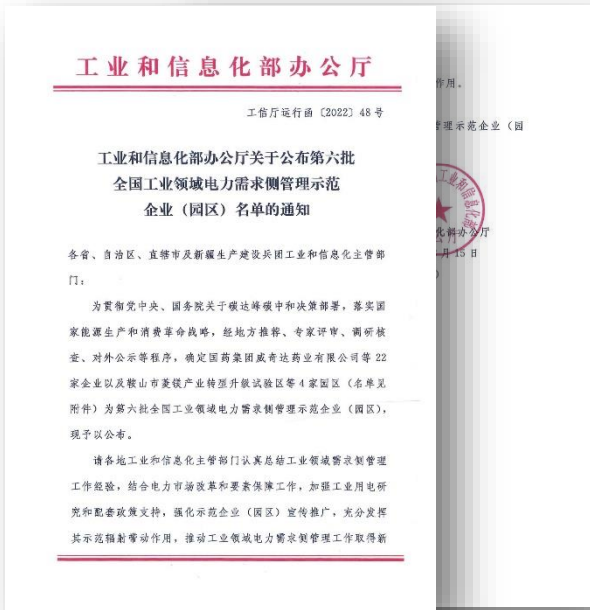 工业和信息化部办公厅
工信厅运行函〔2022〕48号
工业和信息化部办公厅关于公布第六批
全国工业领域电力需求侧管理示范
企业（园区）名单的通知
各省、自治区、直辖市及新疆生产建设兵团工业和信息化主管部
门：
为贯彻党中央、国务院关于碳达峰碳中和决策部署，落实国
家能源生产和消费革命战略，经地方推荐、专家评审、调研核
查、对外公示等程序，确定国药集团威奇达药业有限公司等 22
家企业以及鞍山市菱镁产业转型升级试验区等 4 家园区（名单见
附件）为第六批全国工业领域电力需求侧管理示范企业（园区），
现予以公布。
请各地工业和信息化主管部门认真总结工业领域需求侧管理
工作经验，结合电力市场改革和要素保障工作，加强工业用电研
究和配套政策支持，强化示范企业（园区）宣传推广，充分发挥
其示范辐射带动作用，推动工业领域电力需求侧管理工作取得新
作用。
管理示范企业（园
化部办公厅
月15日